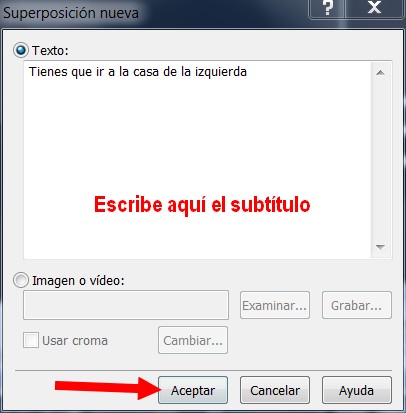 Superposición nueva
Texto:
Tienes que ir a la casa de la izquierda
Escribe aquí el subtítulo
Imagen o vídeo:
Examinar...
Grabar...
Usar croma
Cambiar...
Aceptar
Cancelar
Ayuda